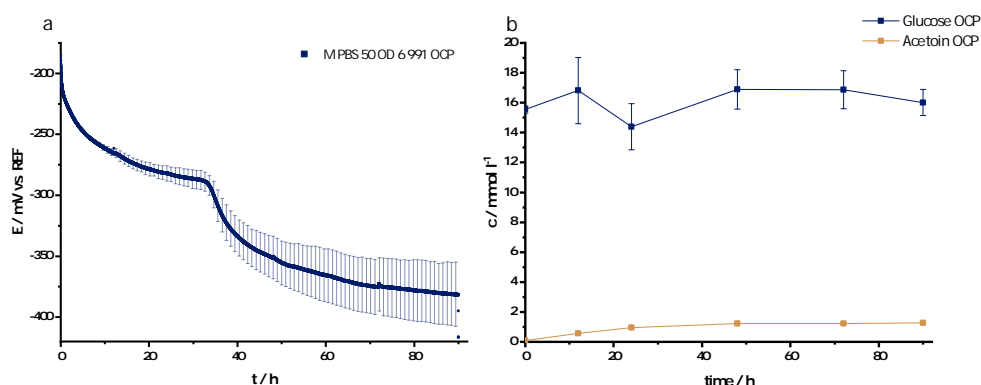 a
MPBS 50 OD 6991 OCP
-200
-250
-300
-350
-400
E / mV vs REF
0 20 40 60 80
t / h
b
Glucose OCP
Acetoin OCP
20
18
16
14
12
10
8
6
4
2
0
c / mmol l⁻¹
0 20 40 60 80
time / h